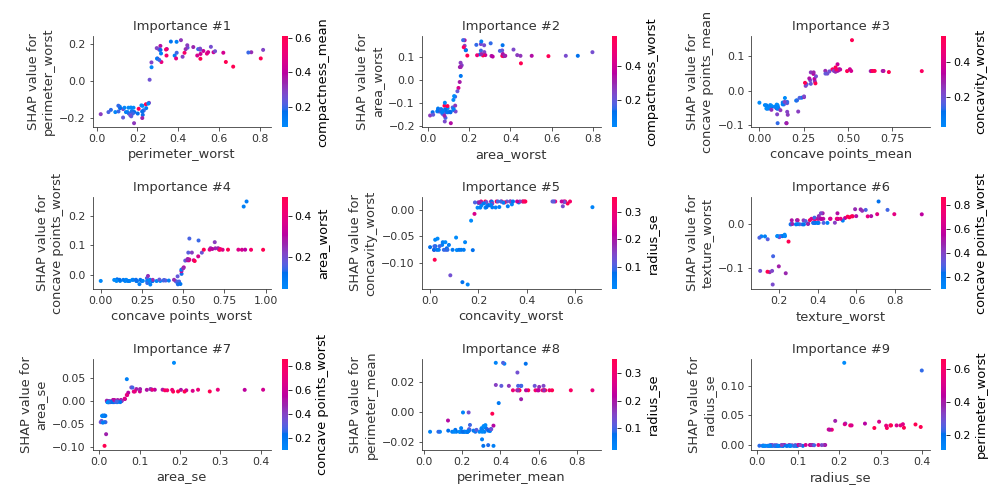 Importance #1
SHAP value for
perimeter_worst
0.2
0.0
−0.2
0.0
0.2
0.4
0.6
0.8
perimeter_worst
0.6
0.4
0.2
compactness_mean
Importance #2
SHAP value for
area_worst
0.1
0.0
−0.1
−0.2
0.0
0.2
0.4
0.6
0.8
area_worst
0.4
0.2
compactness_worst
Importance #3
SHAP value for
concave points_mean
0.1
0.0
−0.1
0.00
0.25
0.50
0.75
concave points_mean
0.4
0.2
concavity_worst
Importance #4
SHAP value for
concave points_worst
0.2
0.1
0.0
0.00
0.25
0.50
0.75
1.00
concave points_worst
0.4
0.2
area_worst
Importance #5
SHAP value for
concavity_worst
0.00
−0.05
−0.10
0.0
0.2
0.4
0.6
concavity_worst
0.3
0.2
0.1
radius_se
Importance #6
SHAP value for
texture_worst
0.0
−0.1
0.2
0.4
0.6
0.8
texture_worst
0.8
0.6
0.4
0.2
concave points_worst
Importance #7
SHAP value for
area_se
0.05
0.00
−0.05
−0.10
0.0
0.1
0.2
0.3
0.4
area_se
0.8
0.6
0.4
0.2
concave points_worst
Importance #8
SHAP value for
perimeter_mean
0.02
0.00
−0.02
0.0
0.2
0.4
0.6
0.8
perimeter_mean
0.3
0.2
0.1
radius_se
Importance #9
SHAP value for
radius_se
0.10
0.05
0.00
0.0
0.1
0.2
0.3
0.4
radius_se
0.6
0.4
0.2
perimeter_worst